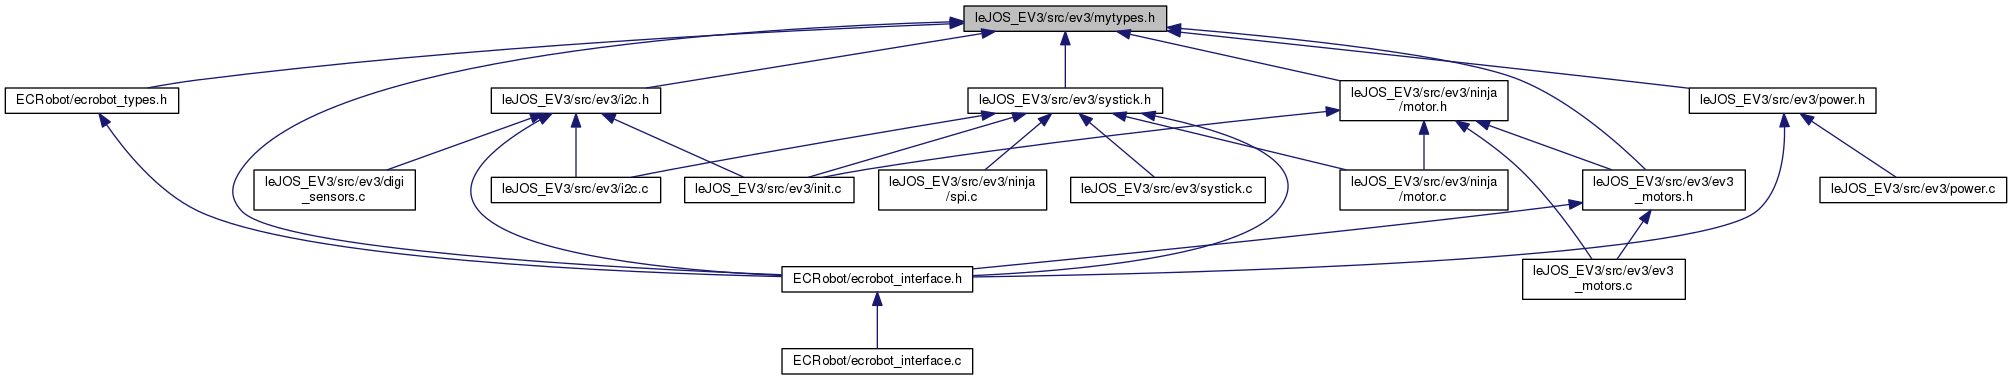 leJOS_EV3/src/ev3/mytypes.h
ECRobot/ecrobot_types.h
leJOS_EV3/src/ev3/i2c.h
leJOS_EV3/src/ev3/systick.h
leJOS_EV3/src/ev3/ninja
/motor.h
leJOS_EV3/src/ev3/power.h
leJOS_EV3/src/ev3/digi
_sensors.c
leJOS_EV3/src/ev3/i2c.c
leJOS_EV3/src/ev3/init.c
leJOS_EV3/src/ev3/ninja
/spi.c
leJOS_EV3/src/ev3/systick.c
leJOS_EV3/src/ev3/ninja
/motor.c
leJOS_EV3/src/ev3/ev3
_motors.h
leJOS_EV3/src/ev3/power.c
ECRobot/ecrobot_interface.h
leJOS_EV3/src/ev3/ev3
_motors.c
ECRobot/ecrobot_interface.c